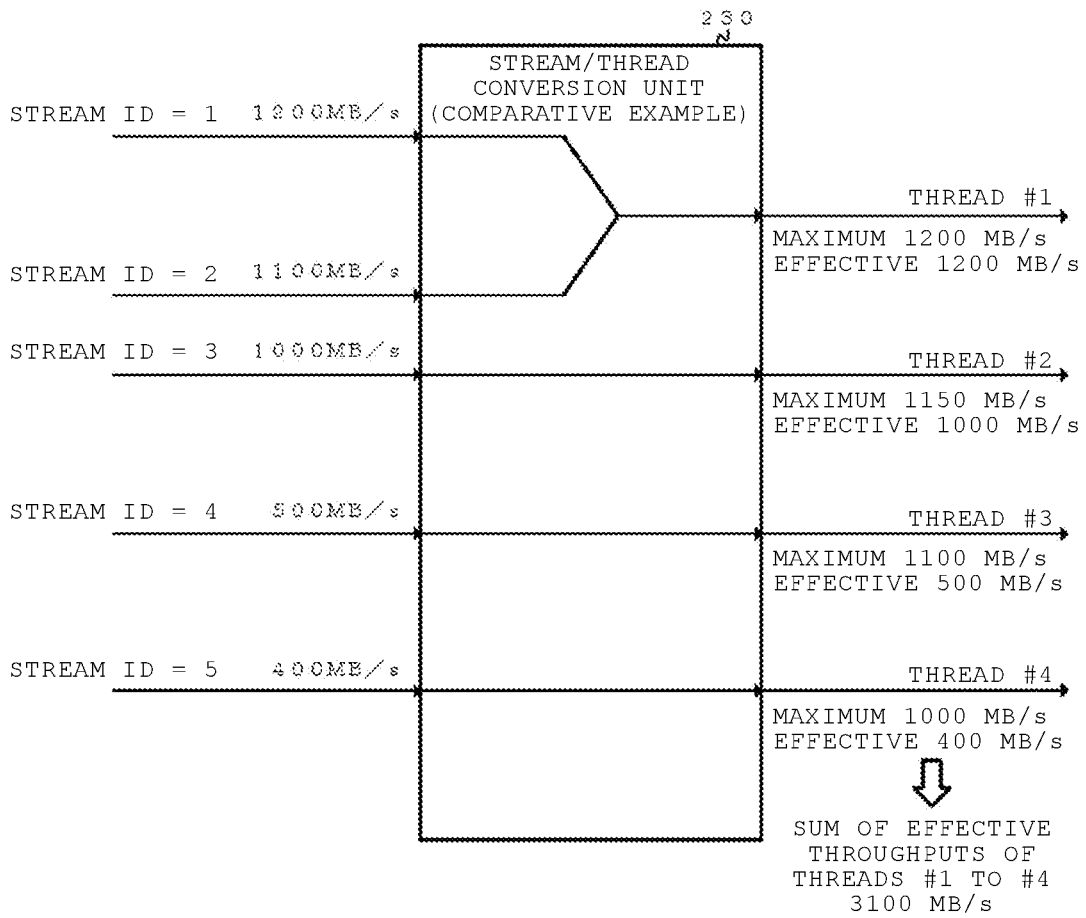 230
STREAM/THREAD
CONVERSION UNIT
(COMPARATIVE EXAMPLE)
STREAM ID = 1 1200MB/s
THREAD #1
MAXIMUM 1200 MB/s
EFFECTIVE 1200 MB/s
STREAM ID = 2 1100MB/s
STREAM ID = 3 1000MB/s
THREAD #2
MAXIMUM 1150 MB/s
EFFECTIVE 1000 MB/s
STREAM ID = 4 500MB/s
THREAD #3
MAXIMUM 1100 MB/s
EFFECTIVE 500 MB/s
STREAM ID = 5 400MB/s
THREAD #4
MAXIMUM 1000 MB/s
EFFECTIVE 400 MB/s
SUM OF EFFECTIVE
THROUGHPUTS OF
THREADS #1 TO #4
3100 MB/s